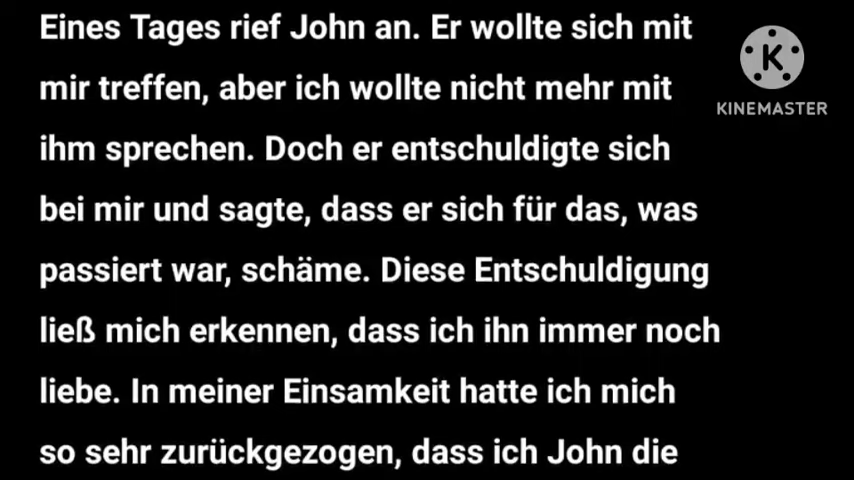 Eines Tages rief John an. Er wollte sich mit
mir treffen, aber ich wollte nicht mehr mit
ihm sprechen. Doch er entschuldigte sich
bei mir und sagte, dass er sich für das, was
passiert war, schäme. Diese Entschuldigung
ließ mich erkennen, dass ich ihn immer noch
liebe. In meiner Einsamkeit hatte ich mich
so sehr zurückgezogen, dass ich John die
K
KINEMASTER